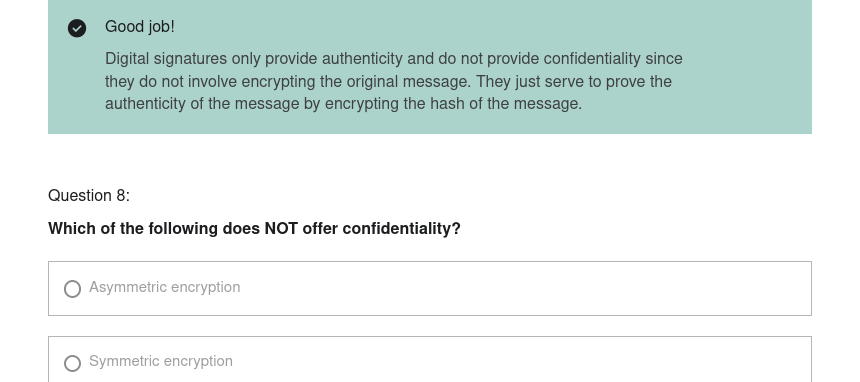 Good job!
Digital signatures only provide authenticity and do not provide confidentiality since
they do not involve encrypting the original message. They just serve to prove the
authenticity of the message by encrypting the hash of the message.
Question 8:
Which of the following does NOT offer confidentiality?
Asymmetric encryption
Symmetric encryption